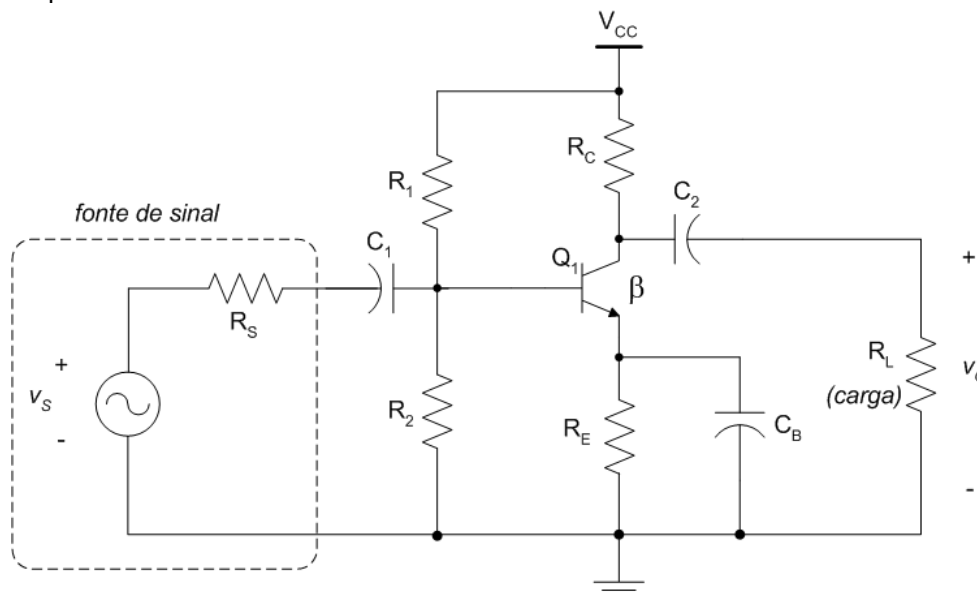 V_CC
R_C
R_1
C_2
fonte de sinal
C_1
Q_1
β
R_S
+
R_L
+
v_S
R_2
(carga)
-
R_E
C_B
-